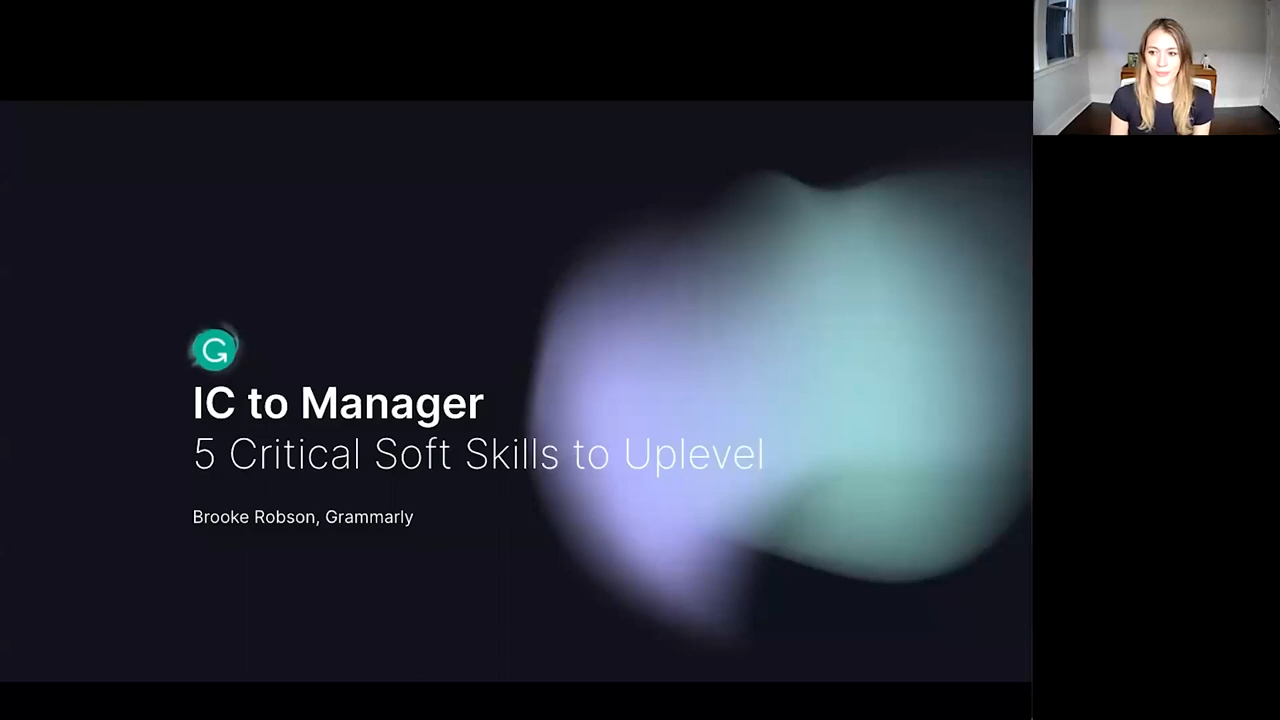 IC to Manager
5 Critical Soft Skills to Uplevel
Brooke Robson, Grammarly